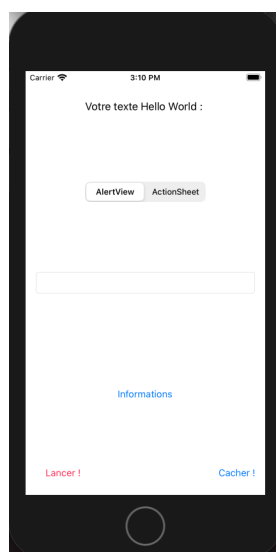 Carrier 3:10 PM
Votre texte Hello World :
AlertView ActionSheet
Informations
Lancer ! Cacher !